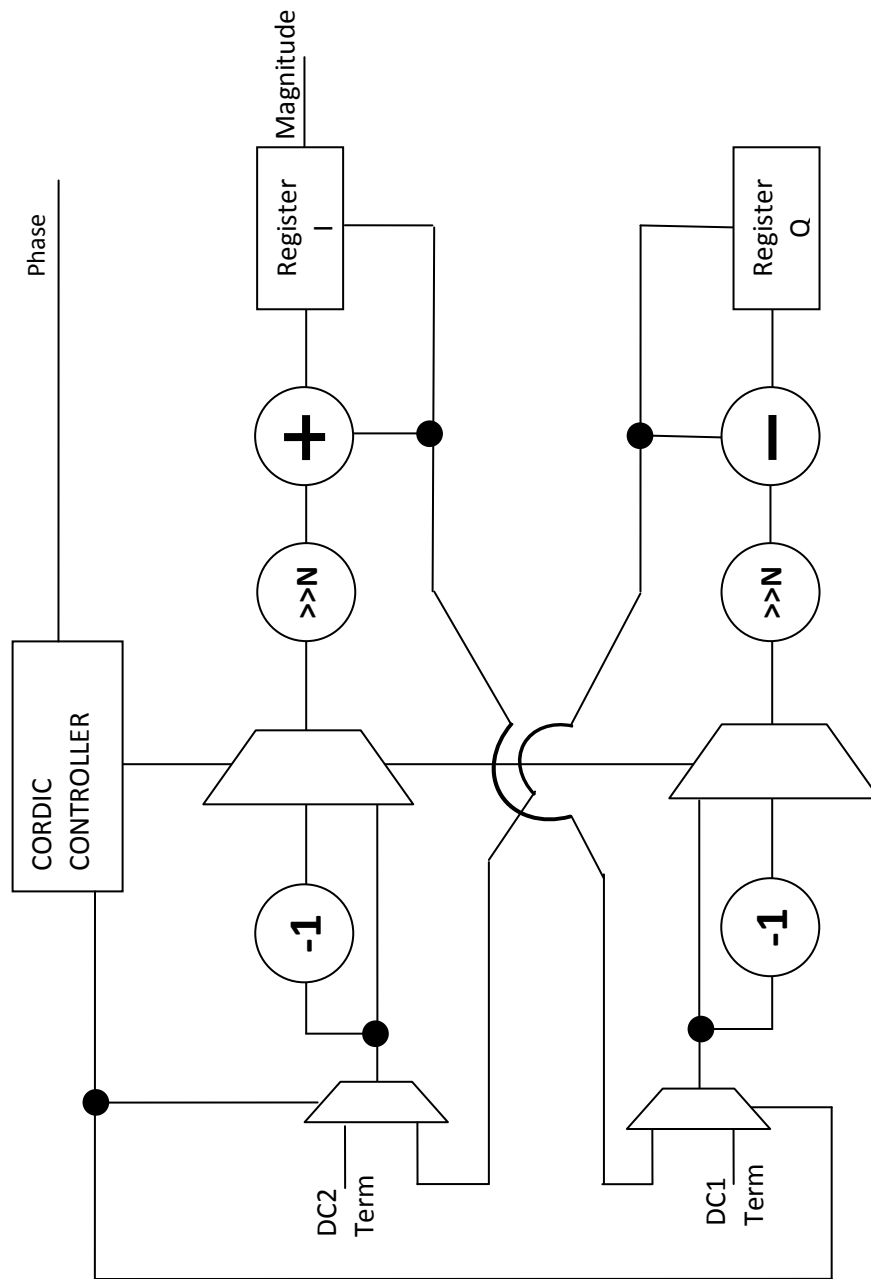 Phase
Magnitude
CORDIC
CONTROLLER
Register
I
+
>>N
-1
DC2
Term
Register
Q
−
>>N
-1
DC1
Term